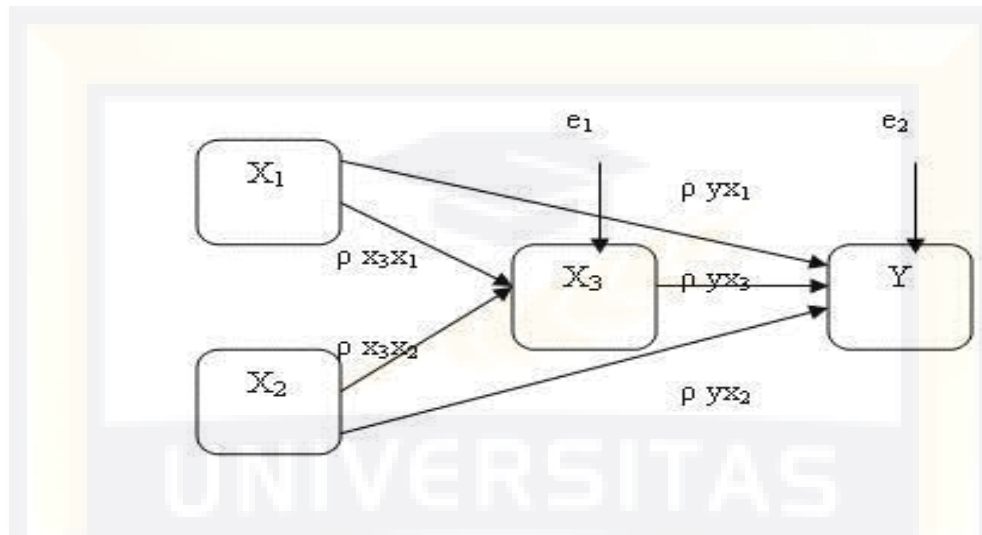 e₁ e₂
X₁
ρ yx₁
ρ x₃x₁
X₃
ρ yx₃
Y
ρ x₃x₂
X₂
ρ yx₂
UNIVERSITAS